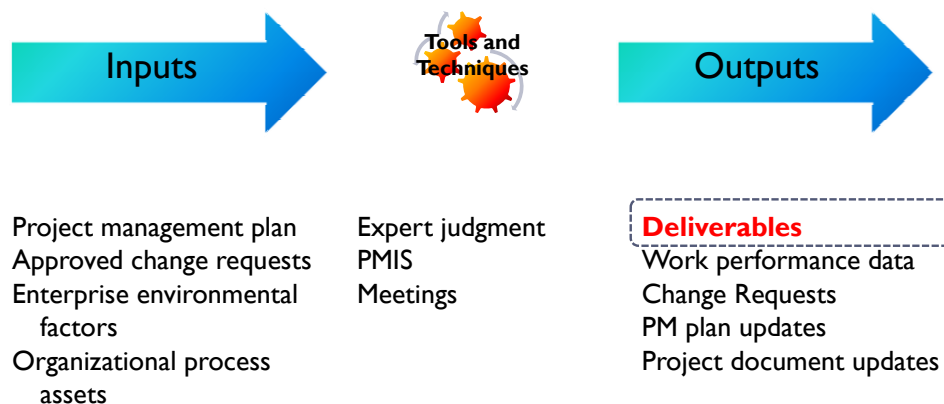 Inputs
Tools and
Techniques
Outputs
Project management plan
Approved change requests
Enterprise environmental
factors
Organizational process
assets
Expert judgment
PMIS
Meetings
Deliverables
Work performance data
Change Requests
PM plan updates
Project document updates